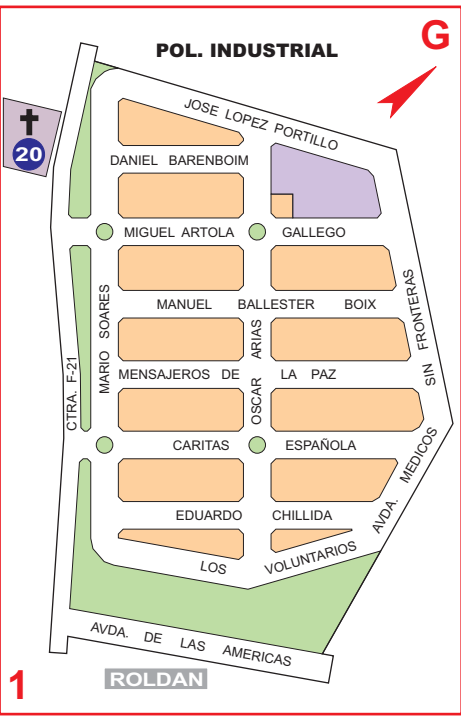 G
POL. INDUSTRIAL
JOSE LOPEZ PORTILLO
20
DANIEL BARENBOIM
MIGUEL ARTOLA GALLEGO
MANUEL BALLESTER BOIX
MARIO SOARES
OSCAR ARIAS
CTRA. F-21
MENSAJEROS DE LA PAZ
CARITAS ESPAÑOLA
AVDA. MEDICOS SIN FRONTERAS
EDUARDO CHILLIDA
LOS VOLUNTARIOS
AVDA. DE LAS AMERICAS
1
ROLDAN